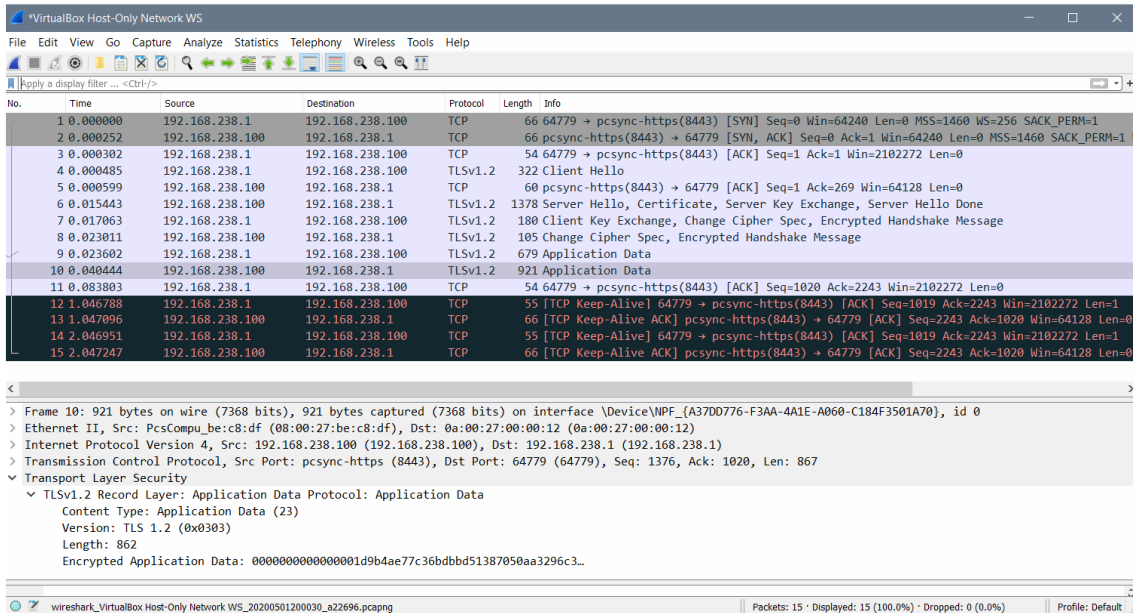 *VirtualBox Host-Only Network WS
File Edit View Go Capture Analyze Statistics Telephony Wireless Tools Help
Apply a display filter ... <Ctrl-/>
No. Time Source Destination Protocol Length Info
1 0.000000 192.168.238.1 192.168.238.100 TCP 66 64779 → pcsync-https(8443) [SYN] Seq=0 Win=64240 Len=0 MSS=1460 WS=256 SACK_PERM=1
2 0.000252 192.168.238.100 192.168.238.1 TCP 66 pcsync-https(8443) → 64779 [SYN, ACK] Seq=0 Ack=1 Win=64240 Len=0 MSS=1460 SACK_PERM=1
3 0.000302 192.168.238.1 192.168.238.100 TCP 54 64779 → pcsync-https(8443) [ACK] Seq=1 Ack=1 Win=2102272 Len=0
4 0.000485 192.168.238.1 192.168.238.100 TLSv1.2 322 Client Hello
5 0.000599 192.168.238.100 192.168.238.1 TCP 60 pcsync-https(8443) → 64779 [ACK] Seq=1 Ack=269 Win=64128 Len=0
6 0.015443 192.168.238.100 192.168.238.1 TLSv1.2 1378 Server Hello, Certificate, Server Key Exchange, Server Hello Done
7 0.017063 192.168.238.1 192.168.238.100 TLSv1.2 180 Client Key Exchange, Change Cipher Spec, Encrypted Handshake Message
8 0.023011 192.168.238.100 192.168.238.1 TLSv1.2 105 Change Cipher Spec, Encrypted Handshake Message
9 0.023602 192.168.238.1 192.168.238.100 TLSv1.2 679 Application Data
10 0.040444 192.168.238.100 192.168.238.1 TLSv1.2 921 Application Data
11 0.083803 192.168.238.1 192.168.238.100 TCP 54 64779 → pcsync-https(8443) [ACK] Seq=1020 Ack=2243 Win=2102272 Len=0
12 1.046788 192.168.238.1 192.168.238.100 TCP 55 [TCP Keep-Alive] 64779 → pcsync-https(8443) [ACK] Seq=1019 Ack=2243 Win=2102272 Len=1
13 1.047096 192.168.238.100 192.168.238.1 TCP 66 [TCP Keep-Alive ACK] pcsync-https(8443) → 64779 [ACK] Seq=2243 Ack=1020 Win=64128 Len=0
14 2.046951 192.168.238.1 192.168.238.100 TCP 55 [TCP Keep-Alive] 64779 → pcsync-https(8443) [ACK] Seq=1019 Ack=2243 Win=2102272 Len=1
15 2.047247 192.168.238.100 192.168.238.1 TCP 66 [TCP Keep-Alive ACK] pcsync-https(8443) → 64779 [ACK] Seq=2243 Ack=1020 Win=64128 Len=0
Frame 10: 921 bytes on wire (7368 bits), 921 bytes captured (7368 bits) on interface \Device\NPF_{A37DD776-F3AA-4A1E-A060-C184F3501A70}, id 0
Ethernet II, Src: PcsCompu_be:c8:df (08:00:27:be:c8:df), Dst: 0a:00:27:00:00:12 (0a:00:27:00:00:12)
Internet Protocol Version 4, Src: 192.168.238.100 (192.168.238.100), Dst: 192.168.238.1 (192.168.238.1)
Transmission Control Protocol, Src Port: pcsync-https (8443), Dst Port: 64779 (64779), Seq: 1376, Ack: 1020, Len: 867
Transport Layer Security
TLSv1.2 Record Layer: Application Data Protocol: Application Data
Content Type: Application Data (23)
Version: TLS 1.2 (0x0303)
Length: 862
Encrypted Application Data: 0000000000000001d9b4ae77c36bdbbd51387050aa3296c3…
wireshark_VirtualBox Host-Only Network WS_20200501200030_a22696.pcapng Packets: 15 · Displayed: 15 (100.0%) · Dropped: 0 (0.0%) Profile: Default